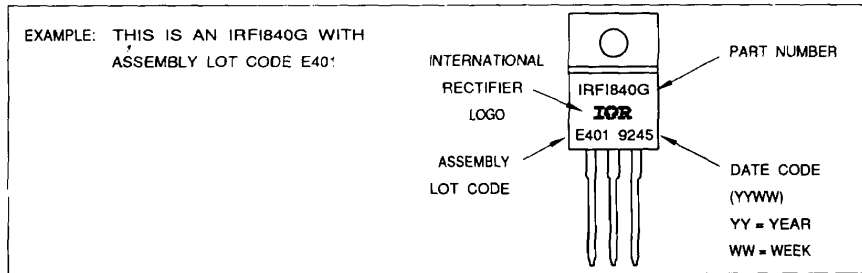 EXAMPLE: THIS IS AN IRFI840G WITH
ASSEMBLY LOT CODE E401
INTERNATIONAL
RECTIFIER
LOGO
PART NUMBER
IRFI840G
IOR
E401 9245
ASSEMBLY
LOT CODE
DATE CODE
(YYWW)
YY = YEAR
WW = WEEK